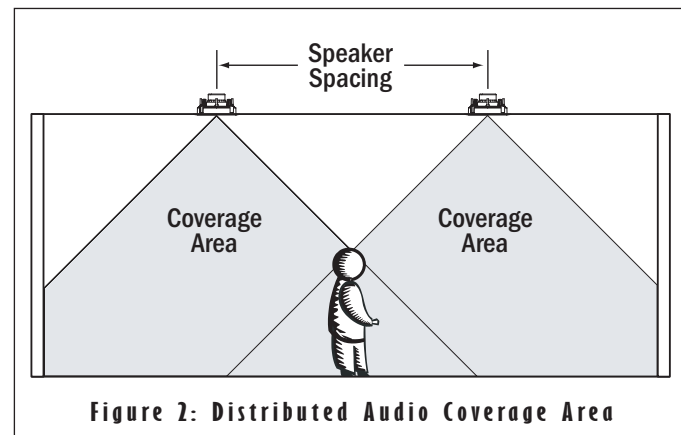 Speaker
Spacing
Coverage
Area
Coverage
Area
Figure 2: Distributed Audio Coverage Area